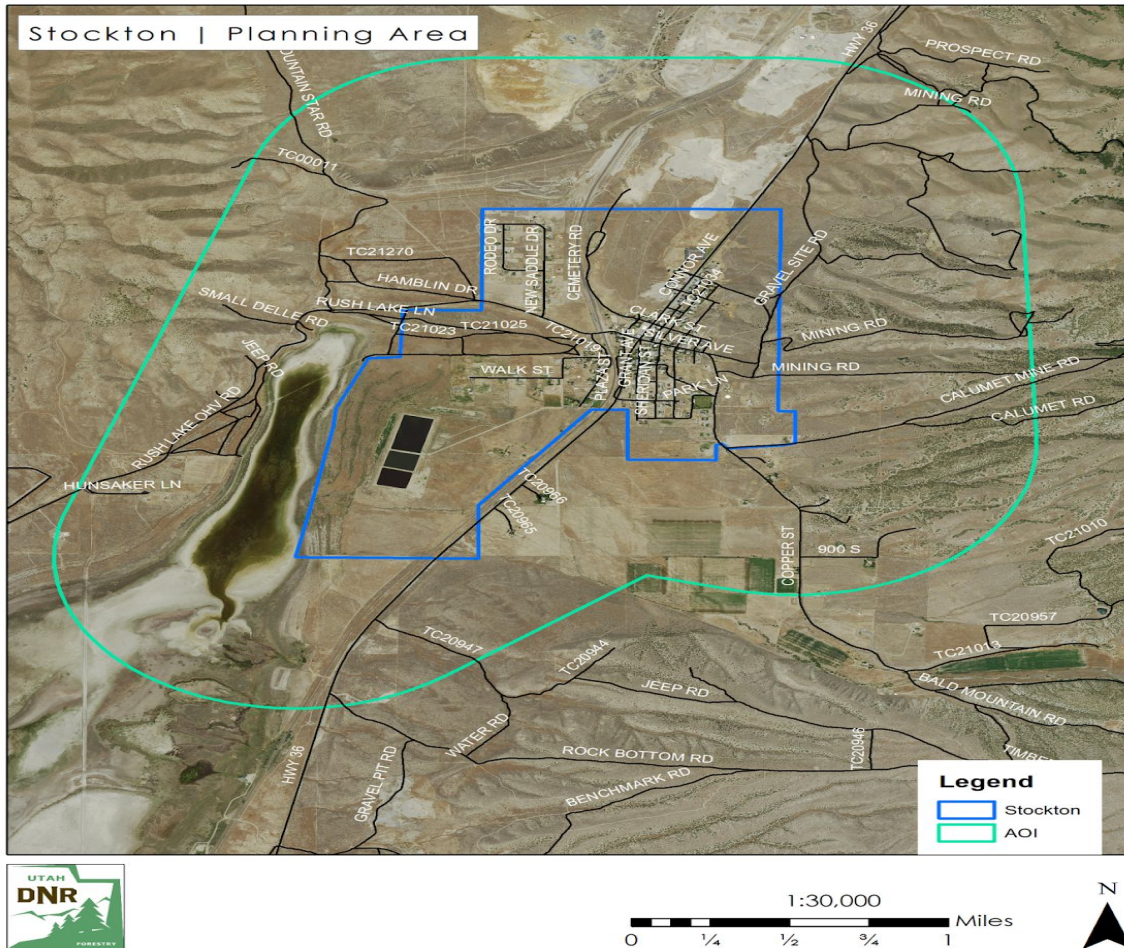 Stockton | Planning Area
HWY 36
PROSPECT RD
MINING RD
OUNTAIN STAR RD
TC00011
RODEO DR
NEW SADDLE DR
CEMETERY RD
CONNOR AVE
TC21034
GRAVEL SITE RD
TC21270
HAMBLIN DR
SMALL DELLE RD
RUSH LAKE LN
TC21023
TC21025
TC21019
CLARK ST
SILVER AVE
MINING RD
JEEP RD
WALK ST
PLAZA ST
GRANT AVE
SHERIDAN ST
PARK LN
MINING RD
CALUMET MINE RD
CALUMET RD
RUSH LAKE OHV RD
HUNSAKER LN
TC20966
TC20965
COPPER ST
900 S
TC21010
TC20957
TC21013
TC20947
TC20944
JEEP RD
BALD MOUNTAIN RD
WATER RD
ROCK BOTTOM RD
TC20946
TIMBE
HWY 36
GRAVEL PIT RD
BENCHMARK RD
Legend
Stockton
AOI
UTAH
DNR
FORESTRY
1:30,000
Miles
0 ¼ ½ ¾ 1
N